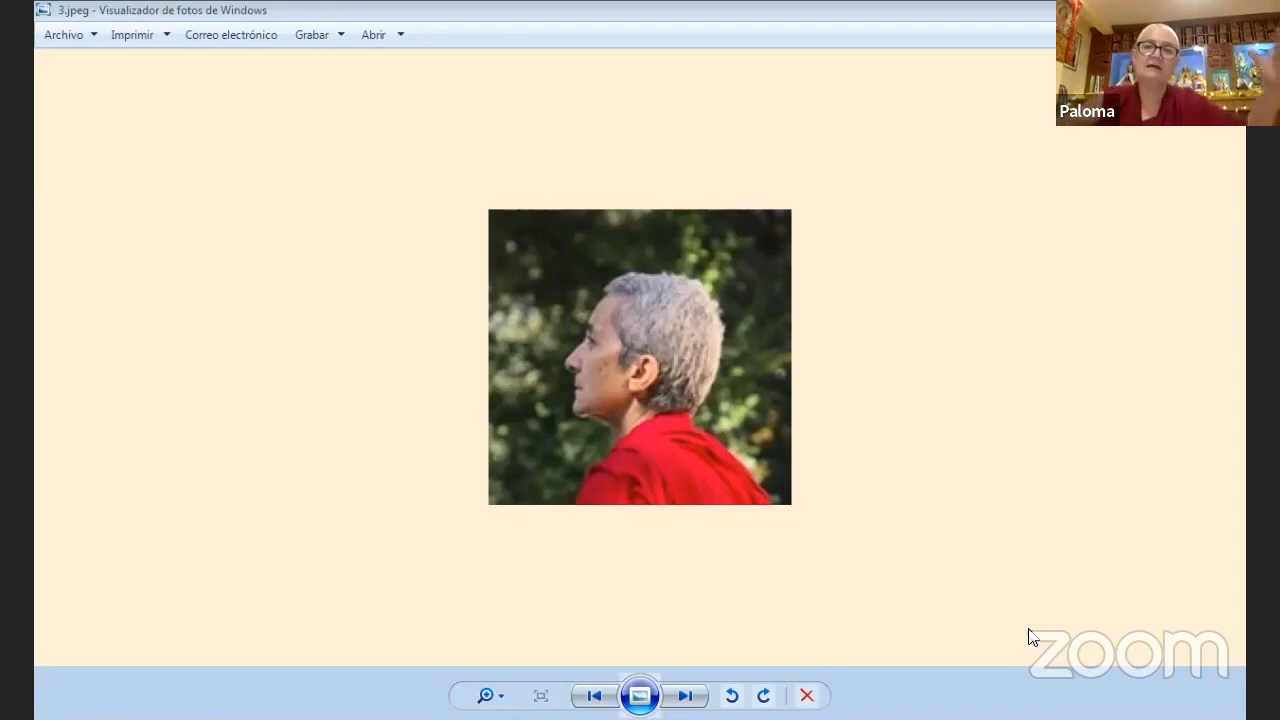 3.jpeg - Visualizador de fotos de Windows
Archivo Imprimir Correo electrónico Grabar Abrir
Paloma
zoom